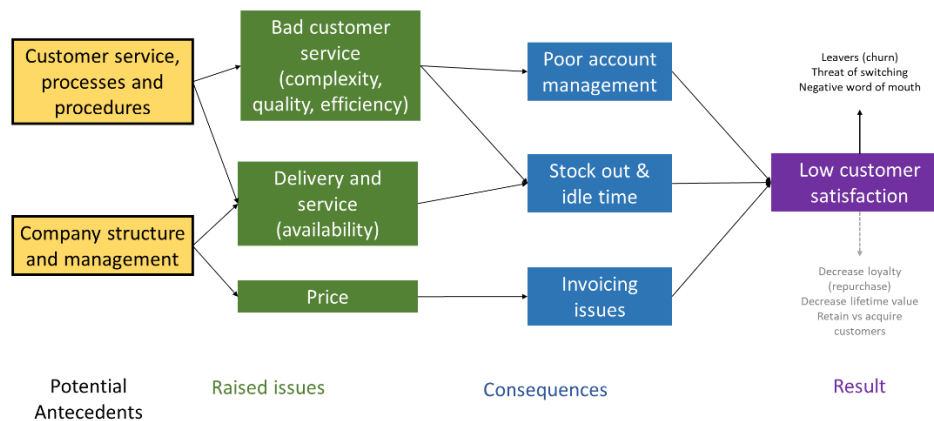 Customer service,
processes and
procedures
Company structure
and management
Bad customer
service
(complexity,
quality, efficiency)
Delivery and
service
(availability)
Price
Poor account
management
Stock out &
idle time
Invoicing
issues
Leavers (churn)
Threat of switching
Negative word of mouth
Low customer
satisfaction
Decrease loyalty
(repurchase)
Decrease lifetime value
Retain vs acquire
customers
Potential
Antecedents
Raised issues
Consequences
Result